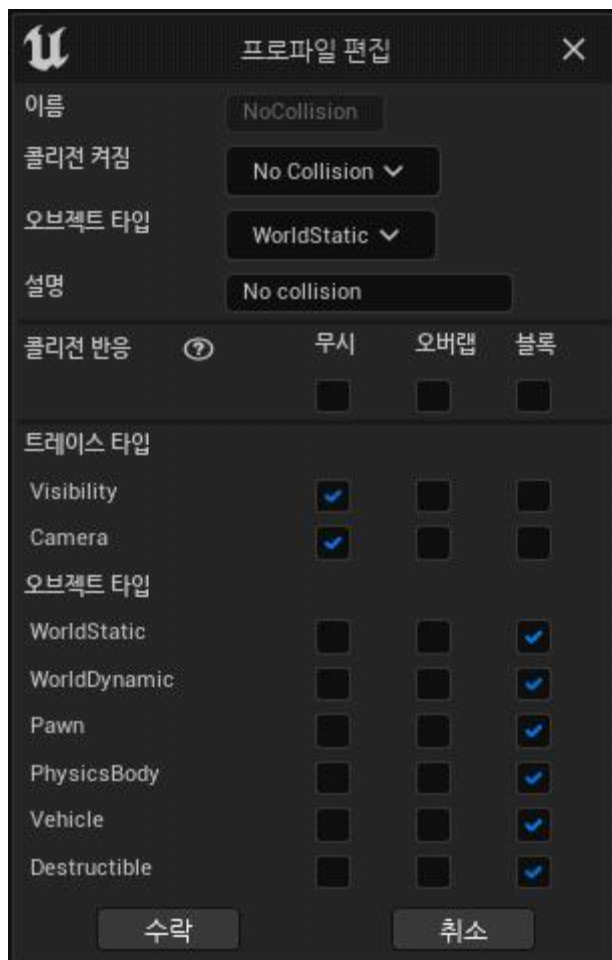 프로파일 편집
이름 NoCollision
콜리전 켜짐 No Collision
오브젝트 타입 WorldStatic
설명 No collision
콜리전 반응 ? 무시 오버랩 블록
트레이스 타입
Visibility
Camera
오브젝트 타입
WorldStatic
WorldDynamic
Pawn
PhysicsBody
Vehicle
Destructible
수락 취소